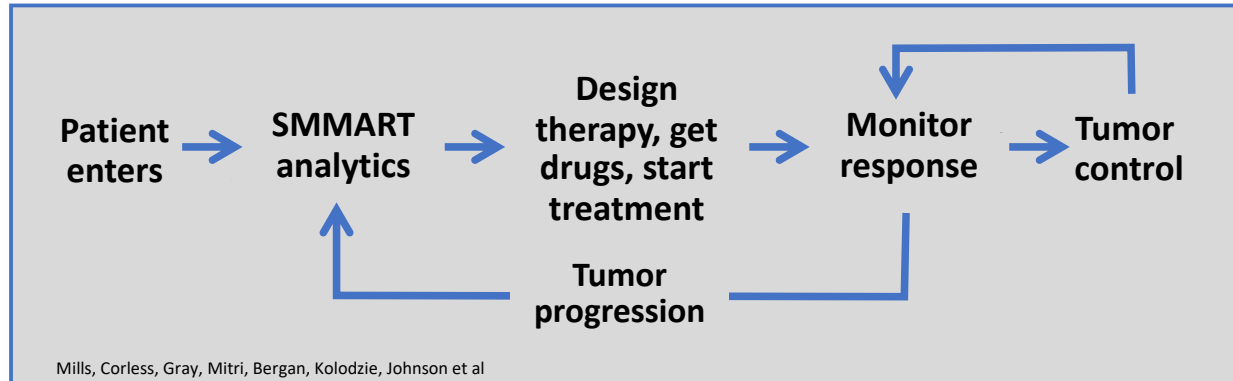 Patient
enters
SMMART
analytics
Design
therapy, get
drugs, start
treatment
Monitor
response
Tumor
control
Tumor
progression
Mills, Corless, Gray, Mitri, Bergan, Kolodzie, Johnson et al